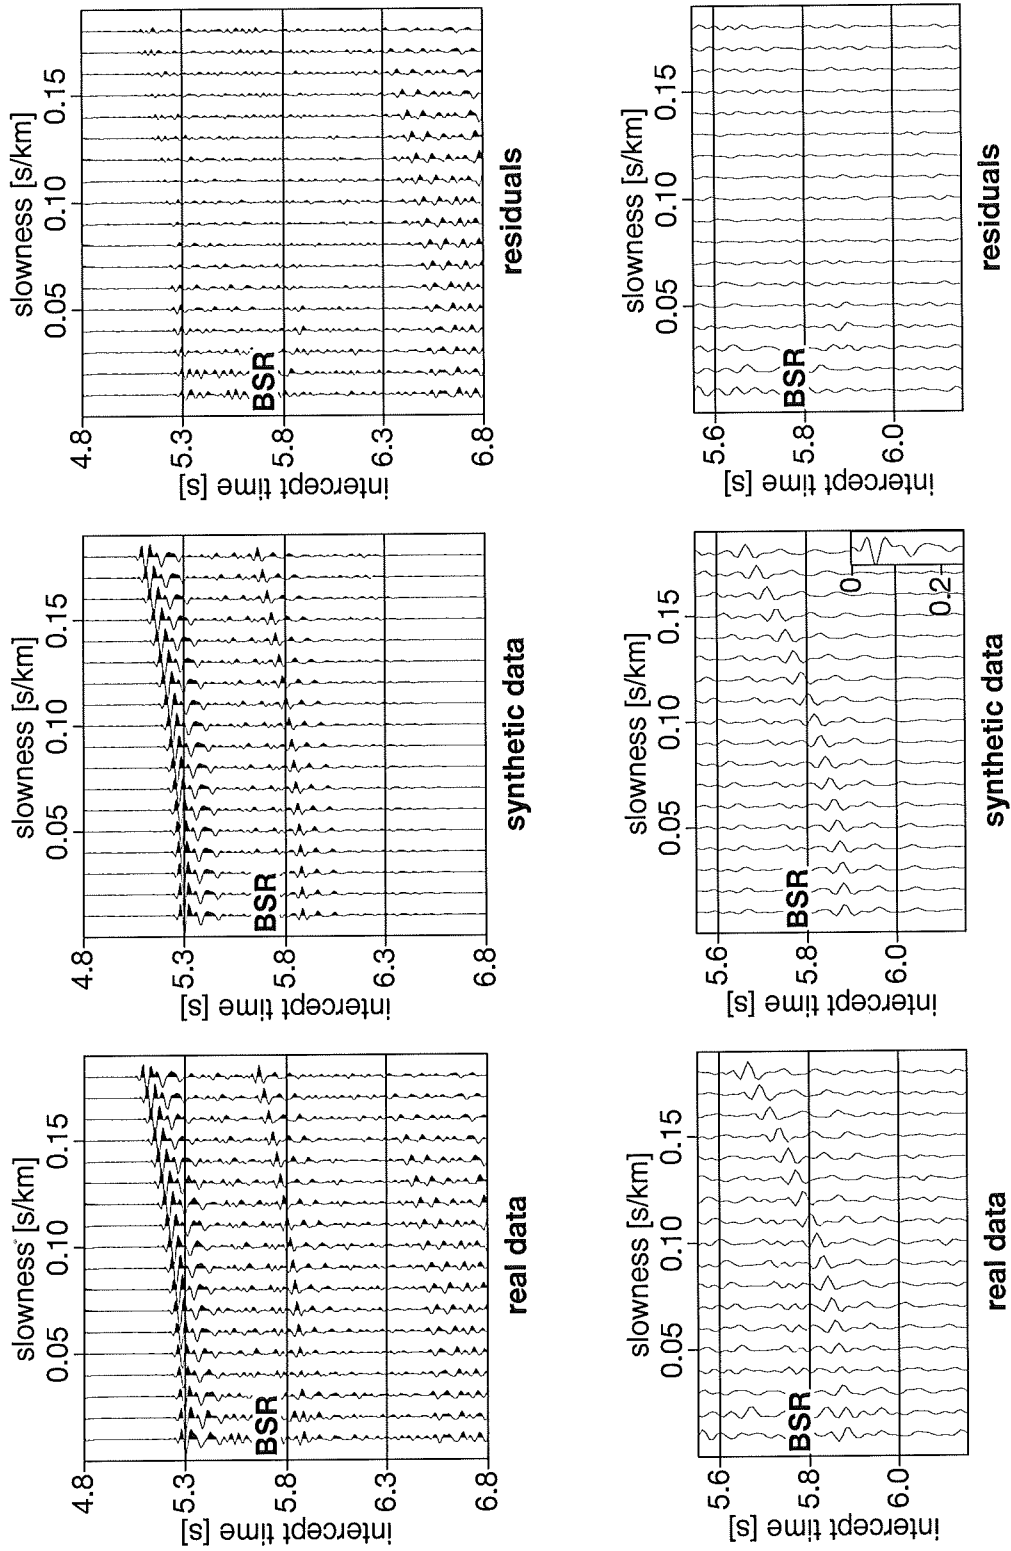 slowness [s/km]
0.05 0.10 0.15
4.8
5.3
5.8
6.3
6.8
intercept time [s]
BSR
real data
slowness [s/km]
0.05 0.10 0.15
4.8
5.3
5.8
6.3
6.8
intercept time [s]
BSR
synthetic data
slowness [s/km]
0.05 0.10 0.15
4.8
5.3
5.8
6.3
6.8
intercept time [s]
BSR
residuals
slowness [s/km]
0.05 0.10 0.15
5.6
5.8
6.0
intercept time [s]
BSR
real data
slowness [s/km]
0.05 0.10 0.15
5.6
5.8
6.0
intercept time [s]
BSR
0
0.2
synthetic data
slowness [s/km]
0.05 0.10 0.15
5.6
5.8
6.0
intercept time [s]
BSR
residuals